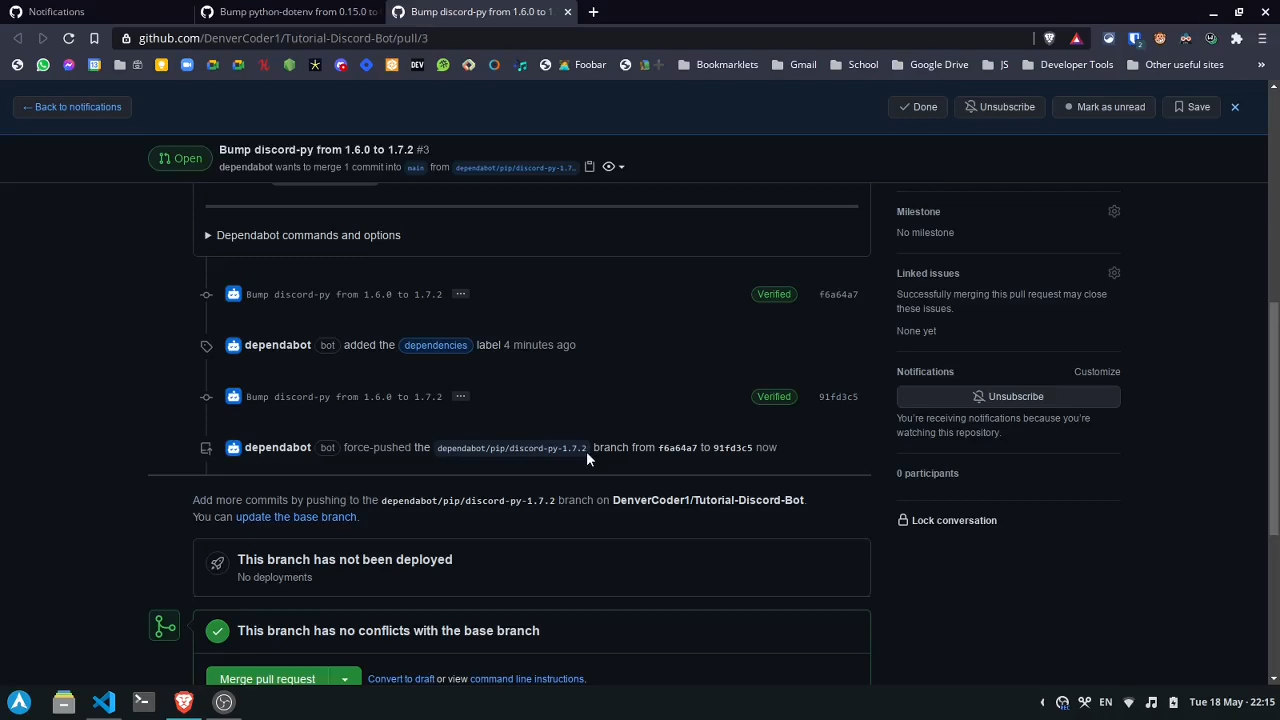 Notifications
Bump python-dotenv from 0.15.0 to
Bump discord-py from 1.6.0 to 1
github.com/DenverCoder1/Tutorial-Discord-Bot/pull/3
DEV
Foobar
Bookmarklets
Gmail
School
Google Drive
JS
Developer Tools
Other useful sites
»
← Back to notifications
Done
Unsubscribe
Mark as unread
Save
Open
Bump discord-py from 1.6.0 to 1.7.2 #3
dependabot wants to merge 1 commit into main from dependabot/pip/discord-py-1.7…
Dependabot commands and options
Bump discord-py from 1.6.0 to 1.7.2 ···
Verified
f6a64a7
dependabot bot added the dependencies label 4 minutes ago
Bump discord-py from 1.6.0 to 1.7.2 ···
Verified
91fd3c5
dependabot bot force-pushed the dependabot/pip/discord-py-1.7.2 branch from f6a64a7 to 91fd3c5 now
Add more commits by pushing to the dependabot/pip/discord-py-1.7.2 branch on DenverCoder1/Tutorial-Discord-Bot.
You can update the base branch.
This branch has not been deployed
No deployments
This branch has no conflicts with the base branch
Merge pull request
Convert to draft or view command line instructions.
Milestone
No milestone
Linked issues
Successfully merging this pull request may close
these issues.
None yet
Notifications
Customize
Unsubscribe
You're receiving notifications because you're
watching this repository.
0 participants
Lock conversation
EN
Tue 18 May · 22:15